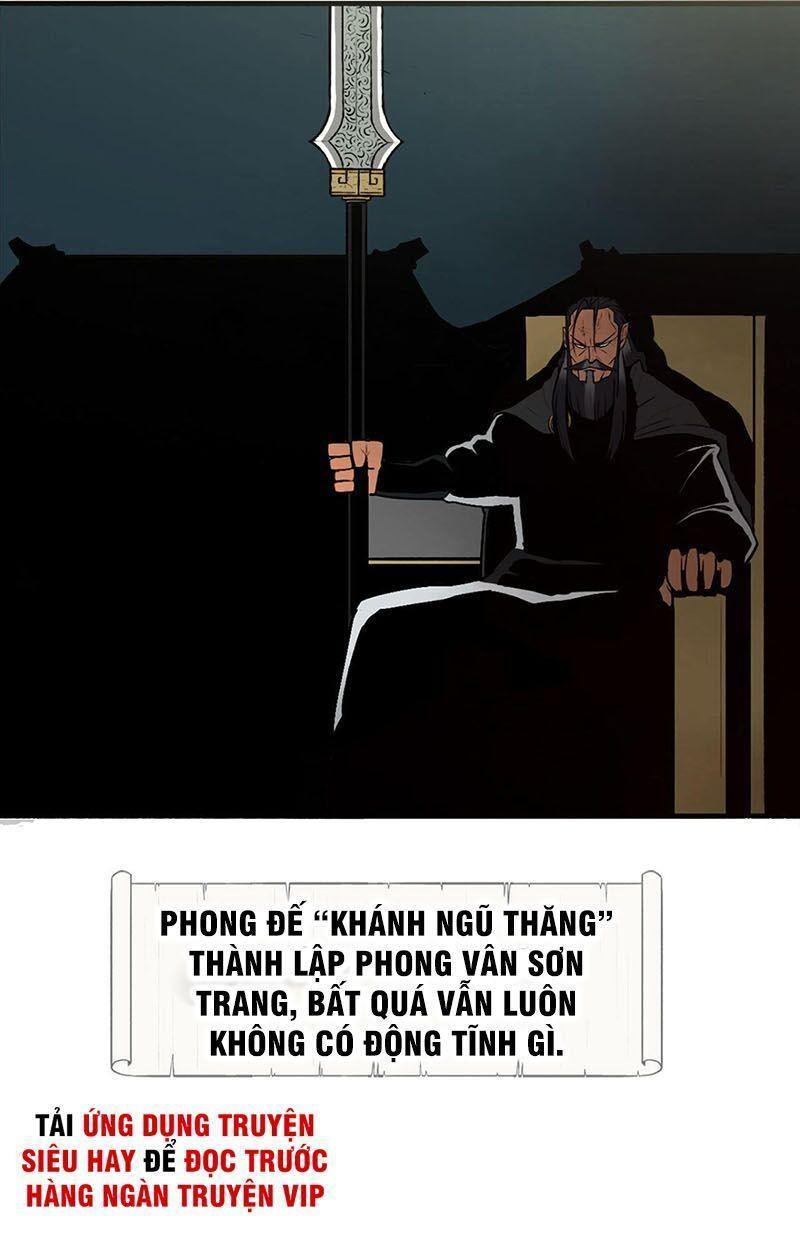 PHONG ĐẾ “KHÁNH NGŨ THĂNG”
THÀNH LẬP PHONG VÂN SƠN
TRANG, BẤT QUÁ VẪN LUÔN
KHÔNG CÓ ĐỘNG TĨNH GÌ.
TẢI ỨNG DỤNG TRUYỆN
SIÊU HAY ĐỂ ĐỌC TRƯỚC
HÀNG NGÀN TRUYỆN VIP